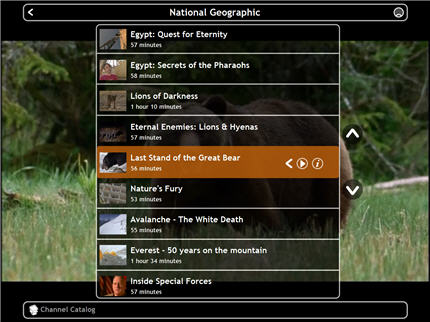 National Geographic
Egypt: Quest for Eternity
57 minutes
Egypt: Secrets of the Pharaohs
58 minutes
Lions of Darkness
1 hour 10 minutes
Eternal Enemies: Lions & Hyenas
57 minutes
Last Stand of the Great Bear
56 minutes
Nature's Fury
53 minutes
Avalanche - The White Death
55 minutes
Everest - 50 years on the mountain
1 hour 34 minutes
Inside Special Forces
57 minutes
Channel Catalog